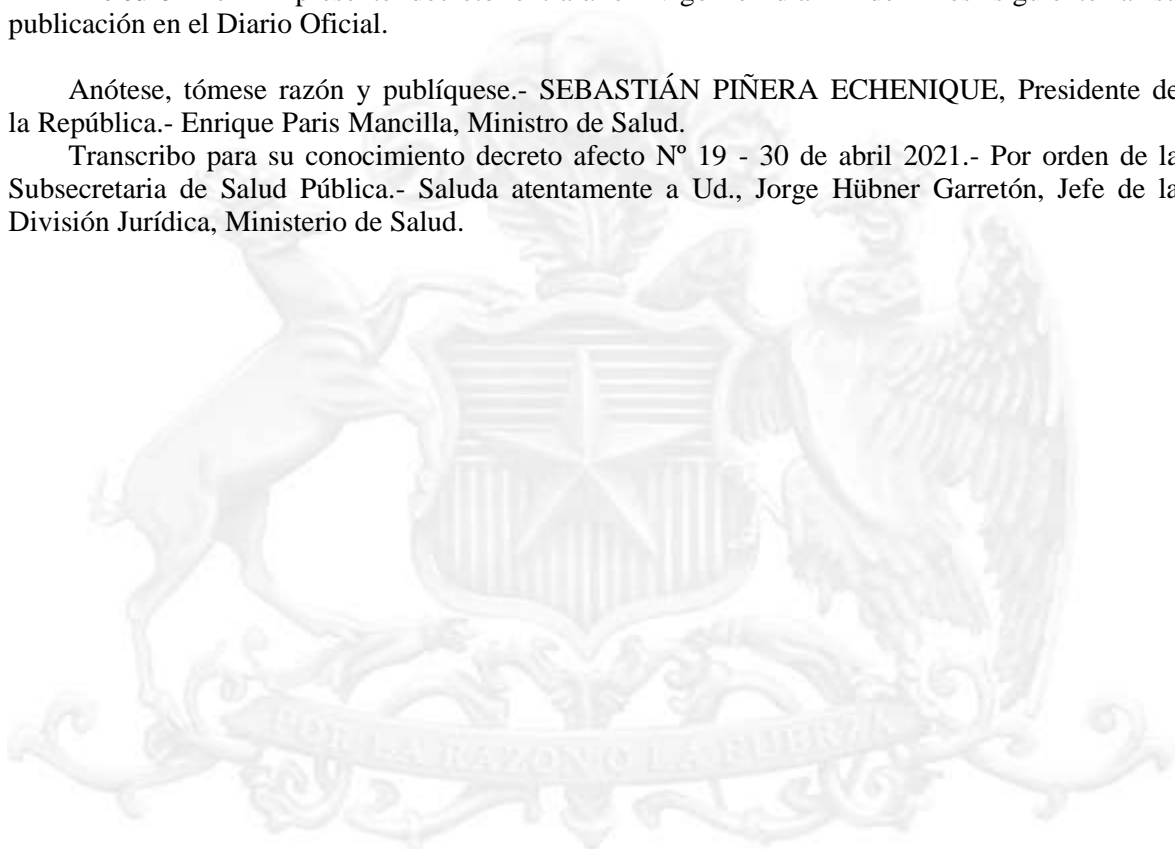 publicación en el Diario Oficial.
Anótese, tómese razón y publíquese.- SEBASTIÁN PIÑERA ECHENIQUE, Presidente de
la República.- Enrique Paris Mancilla, Ministro de Salud.
Transcribo para su conocimiento decreto afecto Nº 19 - 30 de abril 2021.- Por orden de la
Subsecretaria de Salud Pública.- Saluda atentamente a Ud., Jorge Hübner Garretón, Jefe de la
División Jurídica, Ministerio de Salud.
POR LA RAZON O LA FUERZA